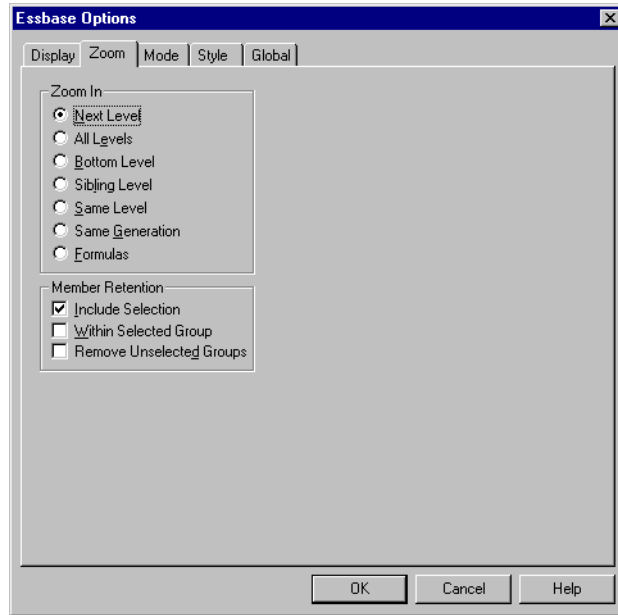 Essbase Options
Display Zoom Mode Style Global
Zoom In
Next Level
All Levels
Bottom Level
Sibling Level
Same Level
Same Generation
Formulas
Member Retention
Include Selection
Within Selected Group
Remove Unselected Groups
OK Cancel Help